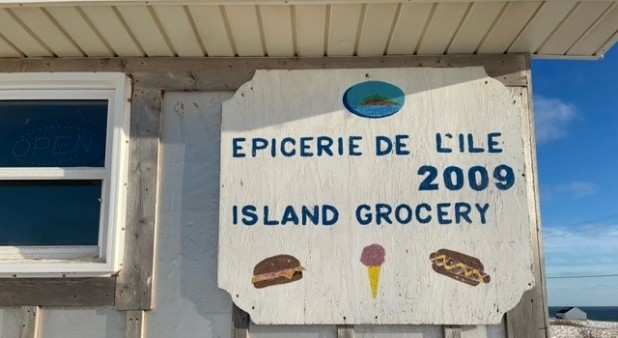 OPEN
EPICERIE DE L'ILE
2009
ISLAND GROCERY